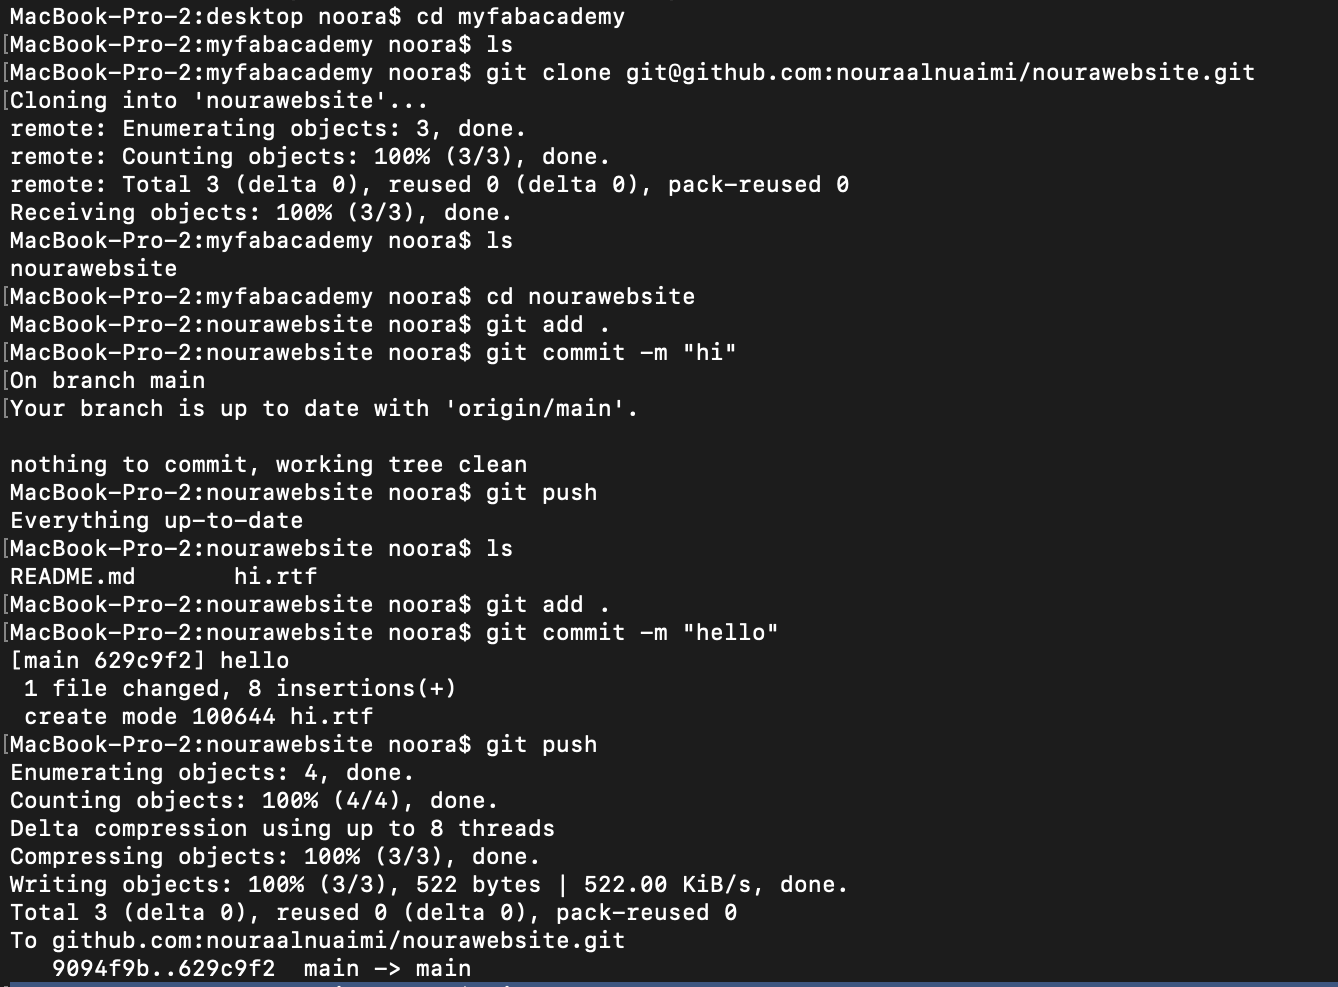 MacBook-Pro-2:desktop noora$ cd myfabacademy
[MacBook-Pro-2:myfabacademy noora$ ls
[MacBook-Pro-2:myfabacademy noora$ git clone git@github.com:nouraalnuaimi/nourawebsite.git
[Cloning into 'nourawebsite'...
remote: Enumerating objects: 3, done.
remote: Counting objects: 100% (3/3), done.
remote: Total 3 (delta 0), reused 0 (delta 0), pack-reused 0
Receiving objects: 100% (3/3), done.
MacBook-Pro-2:myfabacademy noora$ ls
nourawebsite
[MacBook-Pro-2:myfabacademy noora$ cd nourawebsite
MacBook-Pro-2:nourawebsite noora$ git add .
[MacBook-Pro-2:nourawebsite noora$ git commit -m "hi"
[On branch main
[Your branch is up to date with 'origin/main'.

nothing to commit, working tree clean
MacBook-Pro-2:nourawebsite noora$ git push
Everything up-to-date
[MacBook-Pro-2:nourawebsite noora$ ls
README.md       hi.rtf
[MacBook-Pro-2:nourawebsite noora$ git add .
[MacBook-Pro-2:nourawebsite noora$ git commit -m "hello"
[main 629c9f2] hello
 1 file changed, 8 insertions(+)
 create mode 100644 hi.rtf
[MacBook-Pro-2:nourawebsite noora$ git push
Enumerating objects: 4, done.
Counting objects: 100% (4/4), done.
Delta compression using up to 8 threads
Compressing objects: 100% (3/3), done.
Writing objects: 100% (3/3), 522 bytes | 522.00 KiB/s, done.
Total 3 (delta 0), reused 0 (delta 0), pack-reused 0
To github.com:nouraalnuaimi/nourawebsite.git
   9094f9b..629c9f2  main -> main